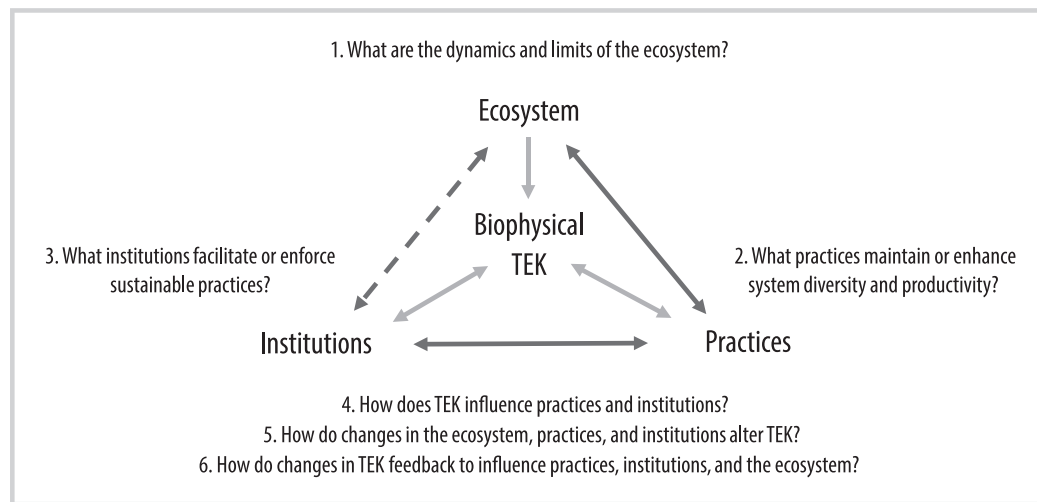 1. What are the dynamics and limits of the ecosystem?
Ecosystem
Biophysical
TEK
3. What institutions facilitate or enforce
sustainable practices?
2. What practices maintain or enhance
system diversity and productivity?
Institutions
Practices
4. How does TEK influence practices and institutions?
5. How do changes in the ecosystem, practices, and institutions alter TEK?
6. How do changes in TEK feedback to influence practices, institutions, and the ecosystem?